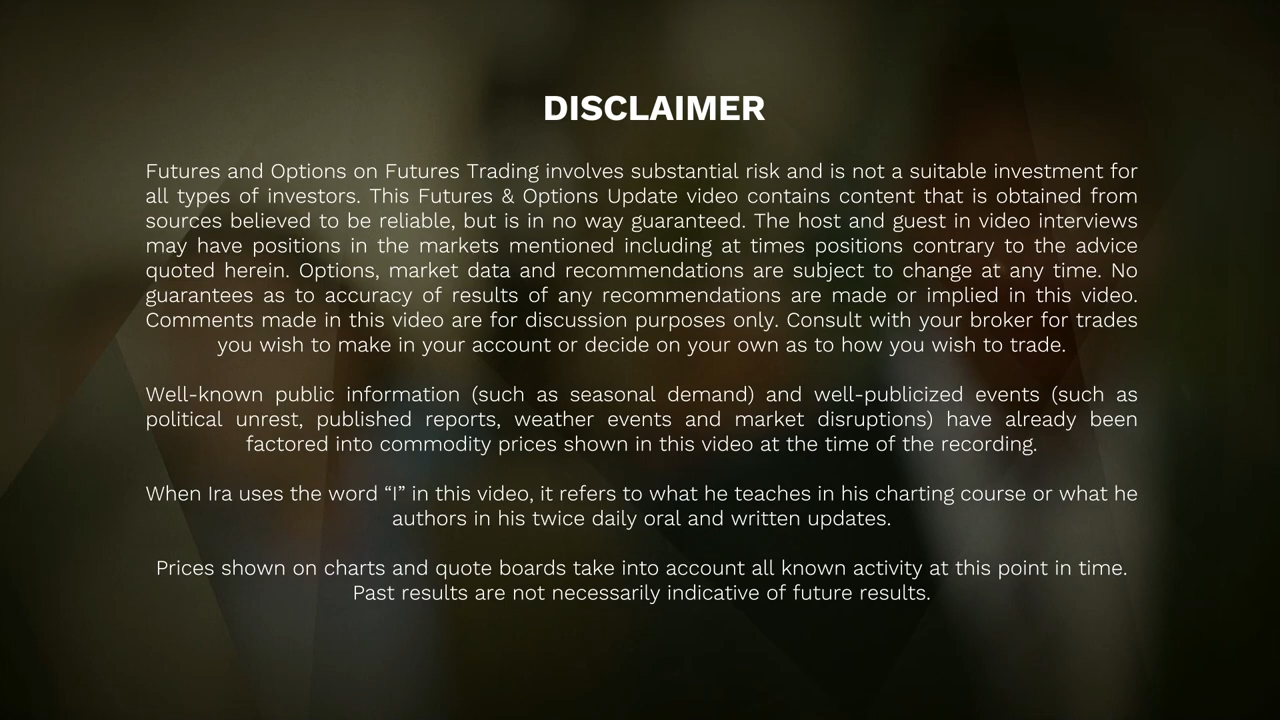 DISCLAIMER
Futures and Options on Futures Trading involves substantial risk and is not a suitable investment for
all types of investors. This Futures & Options Update video contains content that is obtained from
sources believed to be reliable, but is in no way guaranteed. The host and guest in video interviews
may have positions in the markets mentioned including at times positions contrary to the advice
quoted herein. Options, market data and recommendations are subject to change at any time. No
guarantees as to accuracy of results of any recommendations are made or implied in this video.
Comments made in this video are for discussion purposes only. Consult with your broker for trades
you wish to make in your account or decide on your own as to how you wish to trade.
Well-known public information (such as seasonal demand) and well-publicized events (such as
political unrest, published reports, weather events and market disruptions) have already been
factored into commodity prices shown in this video at the time of the recording.
When Ira uses the word “I” in this video, it refers to what he teaches in his charting course or what he
authors in his twice daily oral and written updates.
Prices shown on charts and quote boards take into account all known activity at this point in time.
Past results are not necessarily indicative of future results.